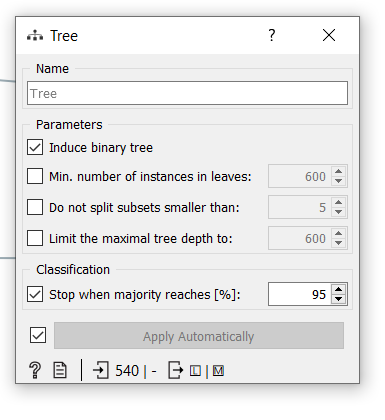 Tree ?
Name
Tree
Parameters
Induce binary tree
Min. number of instances in leaves: 600
Do not split subsets smaller than: 5
Limit the maximal tree depth to: 600
Classification
Stop when majority reaches [%]: 95
Apply Automatically
? 540 | - L | M